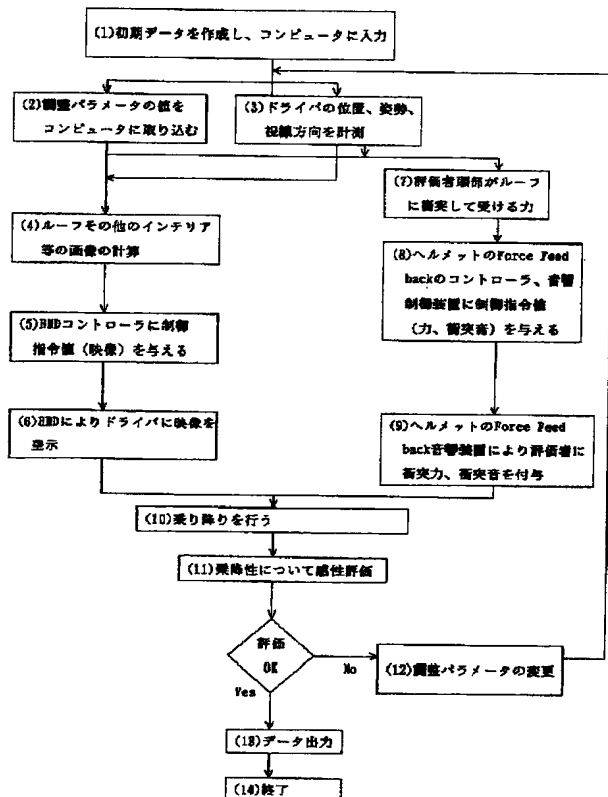 (1)初期データを作成し、コンピュータに入力
(2)調整パラメータの値を
コンピュータに取り込む
(3)ドライバの位置、姿勢、
視線方向を計測
(7)評価者頭部がルーフ
に衝突して受ける力
(4)ルーフその他のインテリア
等の画像の計算
(8)ヘルメットのForce Feed
backのコントローラ、音響
制御装置に制御指令値
(力、衝突音)を与える
(5)HMDコントローラに制御
指令値(映像)を与える
(6)HMDによりドライバに映像を
呈示
(9)ヘルメットのForce Feed
back音響装置により評価者に
衝突力、衝突音を付与
(10)乗り降りを行う
(11)乗降性について感性評価
評価
OK
No
(12)調整パラメータの変更
Yes
(13)データ出力
(14)終了